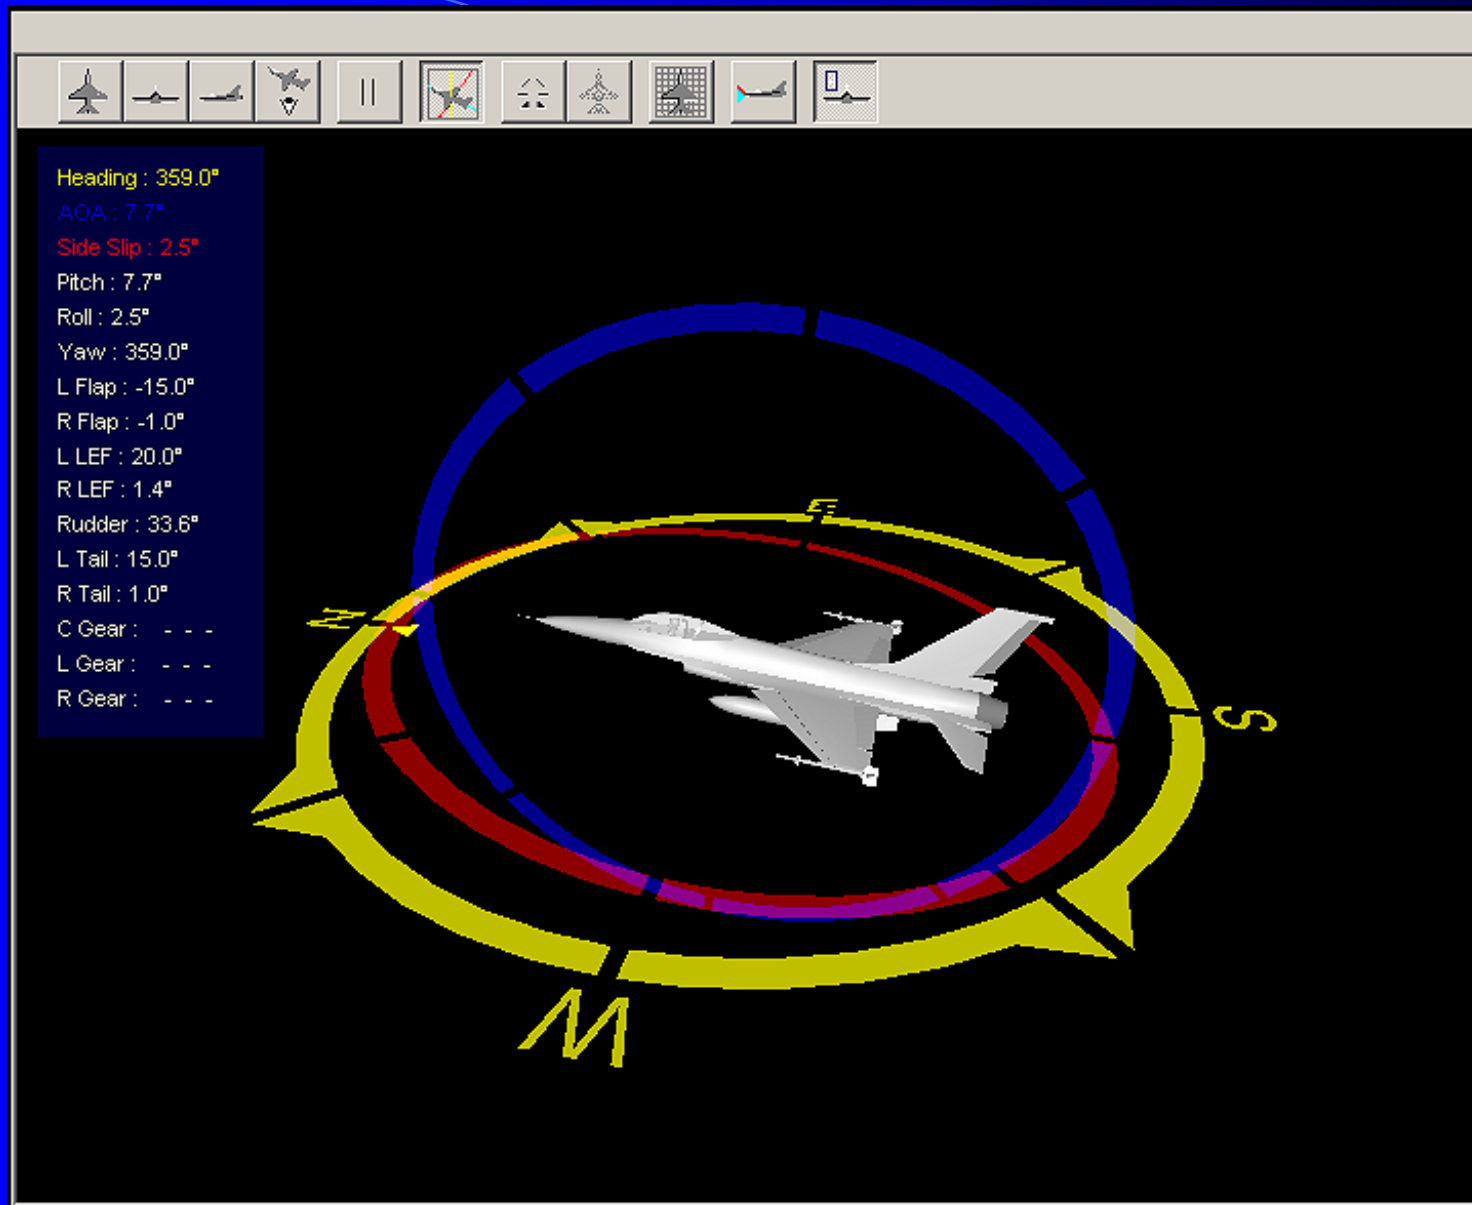 Heading : 359.0°
AOA : 7.7°
Side Slip : 2.5°
Pitch : 7.7°
Roll : 2.5°
Yaw : 359.0°
L Flap : -15.0°
R Flap : -1.0°
L LEF : 20.0°
R LEF : 1.4°
Rudder : 33.6°
L Tail : 15.0°
R Tail : 1.0°
C Gear : - - -
L Gear : - - -
R Gear : - - -
E
N
S
W